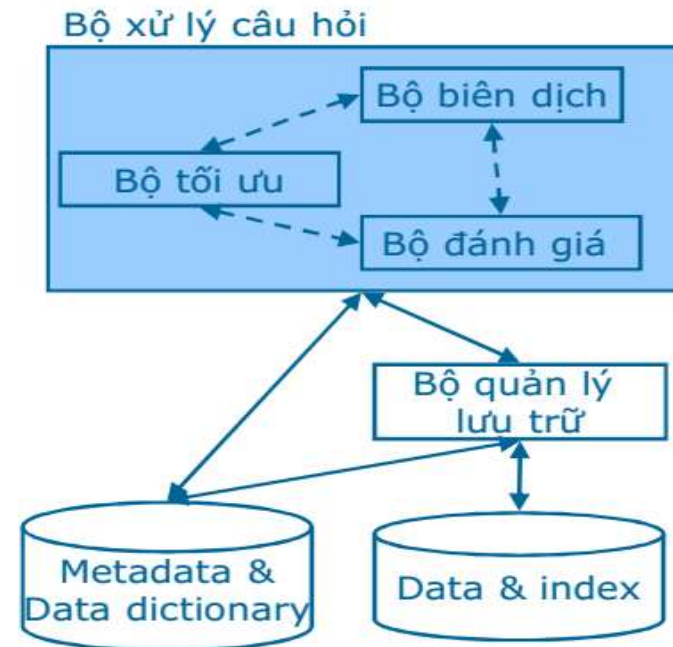 Bộ xử lý câu hỏi
Bộ biên dịch
Bộ tối ưu
Bộ đánh giá
Bộ quản lý
lưu trữ
Metadata &
Data dictionary
Data & index